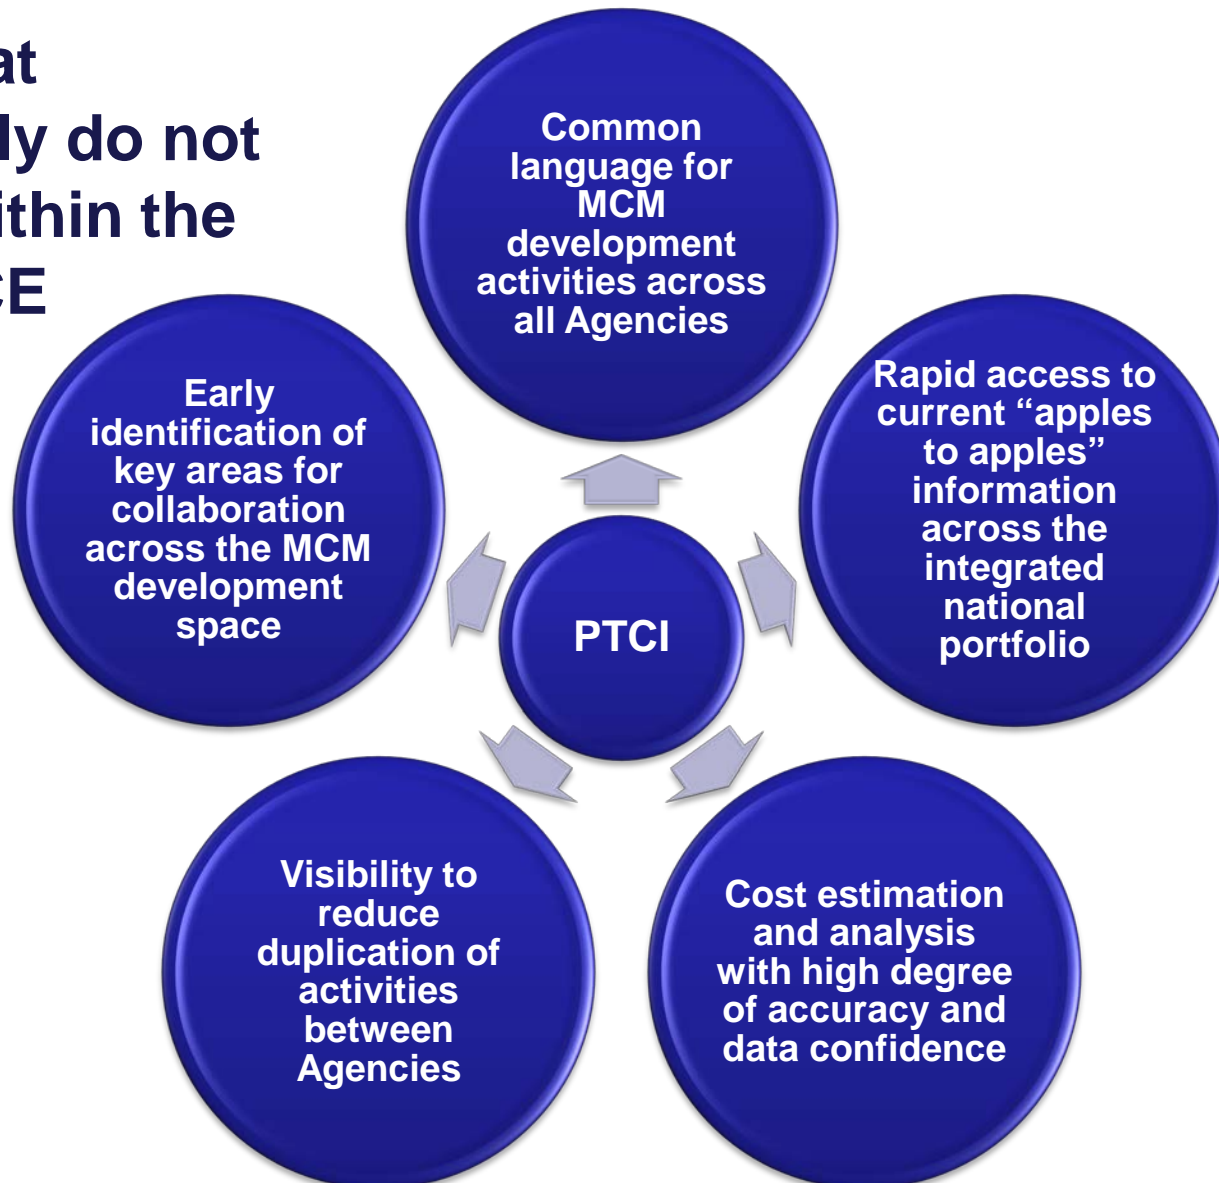 at
ly do not
ithin the
CE
Common
language for
MCM
development
activities across
all Agencies
Rapid access to
current “apples
to apples”
information
across the
integrated
national
portfolio
Cost estimation
and analysis
with high degree
of accuracy and
data confidence
Visibility to
reduce
duplication of
activities
between
Agencies
Early
identification of
key areas for
collaboration
across the MCM
development
space
PTCI